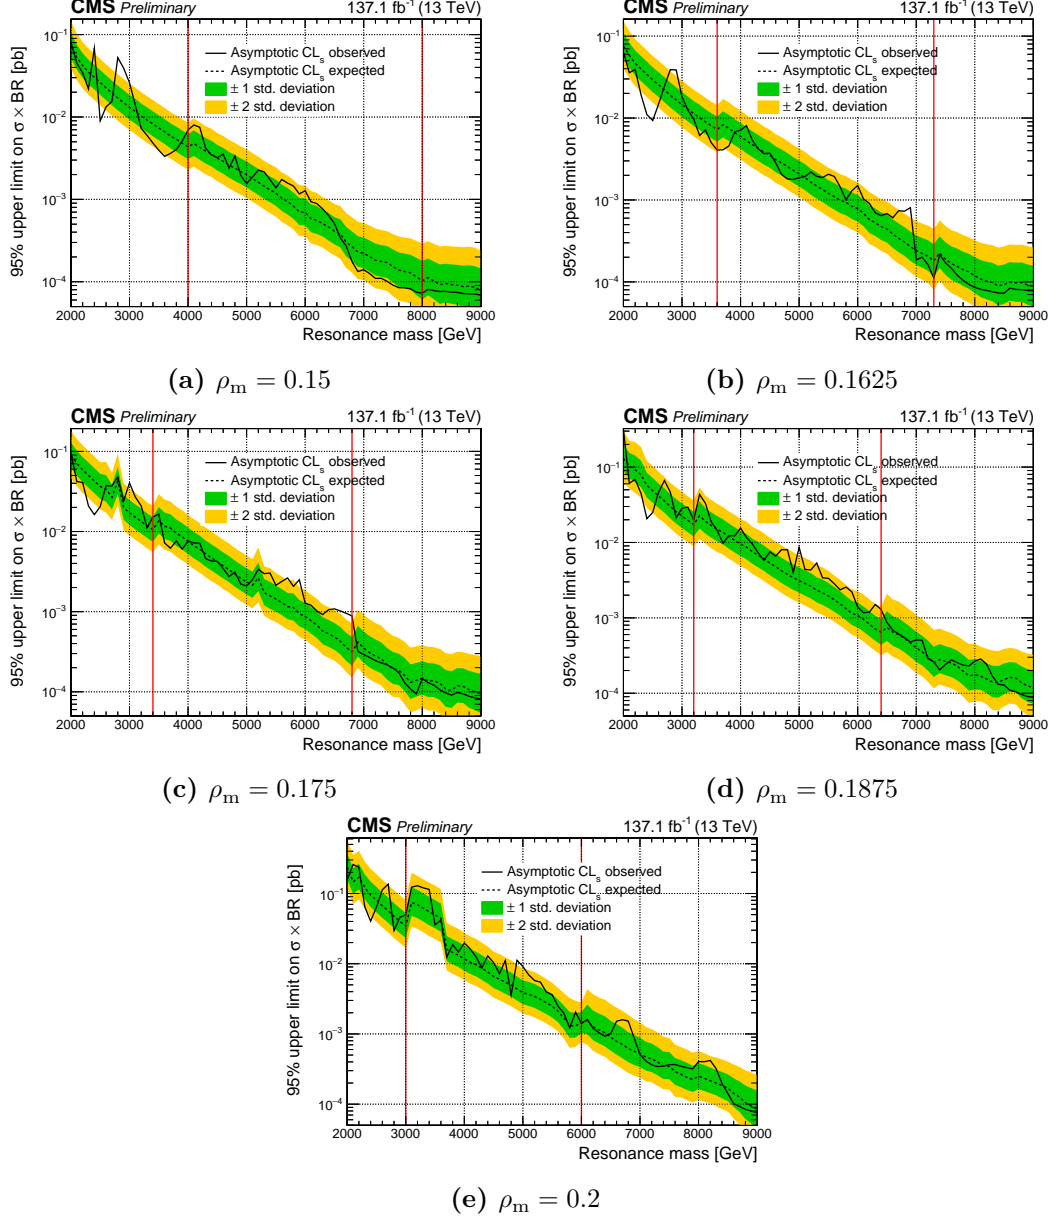 CMS Preliminary 137.1 fb⁻¹ (13 TeV)
95% upper limit on σ × BR [pb]
10⁻¹
10⁻²
10⁻³
10⁻⁴
Asymptotic CLₛ observed
Asymptotic CLₛ expected
± 1 std. deviation
± 2 std. deviation
2000 3000 4000 5000 6000 7000 8000 9000
Resonance mass [GeV]
(a) ρₘ = 0.15
CMS Preliminary 137.1 fb⁻¹ (13 TeV)
95% upper limit on σ × BR [pb]
10⁻¹
10⁻²
10⁻³
10⁻⁴
Asymptotic CLₛ observed
Asymptotic CLₛ expected
± 1 std. deviation
± 2 std. deviation
2000 3000 4000 5000 6000 7000 8000 9000
Resonance mass [GeV]
(b) ρₘ = 0.1625
CMS Preliminary 137.1 fb⁻¹ (13 TeV)
95% upper limit on σ × BR [pb]
10⁻¹
10⁻²
10⁻³
10⁻⁴
Asymptotic CLₛ observed
Asymptotic CLₛ expected
± 1 std. deviation
± 2 std. deviation
2000 3000 4000 5000 6000 7000 8000 9000
Resonance mass [GeV]
(c) ρₘ = 0.175
CMS Preliminary 137.1 fb⁻¹ (13 TeV)
95% upper limit on σ × BR [pb]
10⁻¹
10⁻²
10⁻³
10⁻⁴
Asymptotic CLₛ observed
Asymptotic CLₛ expected
± 1 std. deviation
± 2 std. deviation
2000 3000 4000 5000 6000 7000 8000 9000
Resonance mass [GeV]
(d) ρₘ = 0.1875
CMS Preliminary 137.1 fb⁻¹ (13 TeV)
95% upper limit on σ × BR [pb]
10⁻¹
10⁻²
10⁻³
10⁻⁴
Asymptotic CLₛ observed
Asymptotic CLₛ expected
± 1 std. deviation
± 2 std. deviation
2000 3000 4000 5000 6000 7000 8000 9000
Resonance mass [GeV]
(e) ρₘ = 0.2